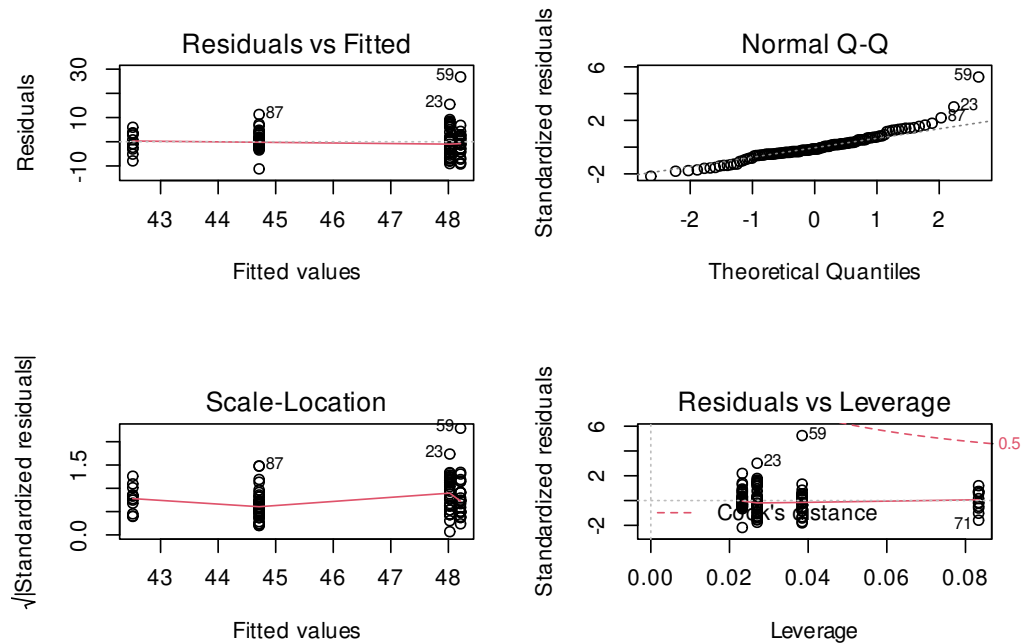 Residuals vs Fitted
Residuals
30
10
-10
59
23
87
43 44 45 46 47 48
Fitted values
Normal Q-Q
Standardized residuals
6
2
-2
59
23
87
-2 -1 0 1 2
Theoretical Quantiles
Scale-Location
√|Standardized residuals|
1.5
0.0
59
23
87
43 44 45 46 47 48
Fitted values
Residuals vs Leverage
Standardized residuals
6
2
-2
59
23
0.5
Cook's distance
71
0.00 0.02 0.04 0.06 0.08
Leverage